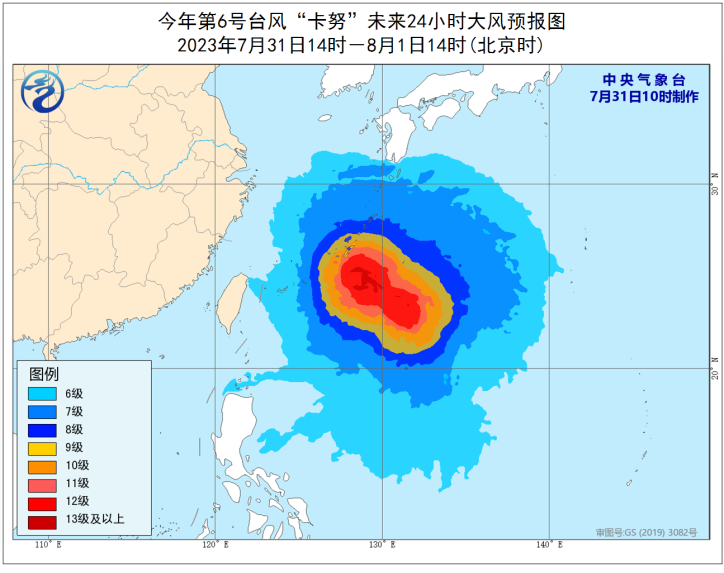 今年第6号台风“卡努”未来24小时大风预报图
2023年7月31日14时－8月1日14时(北京时)
中央气象台
7月31日10时制作
30° N
20° N
图例
6级
7级
8级
9级
10级
11级
12级
13级及以上
审图号:GS (2019) 3082号
110° E
120° E
130° E
140° E